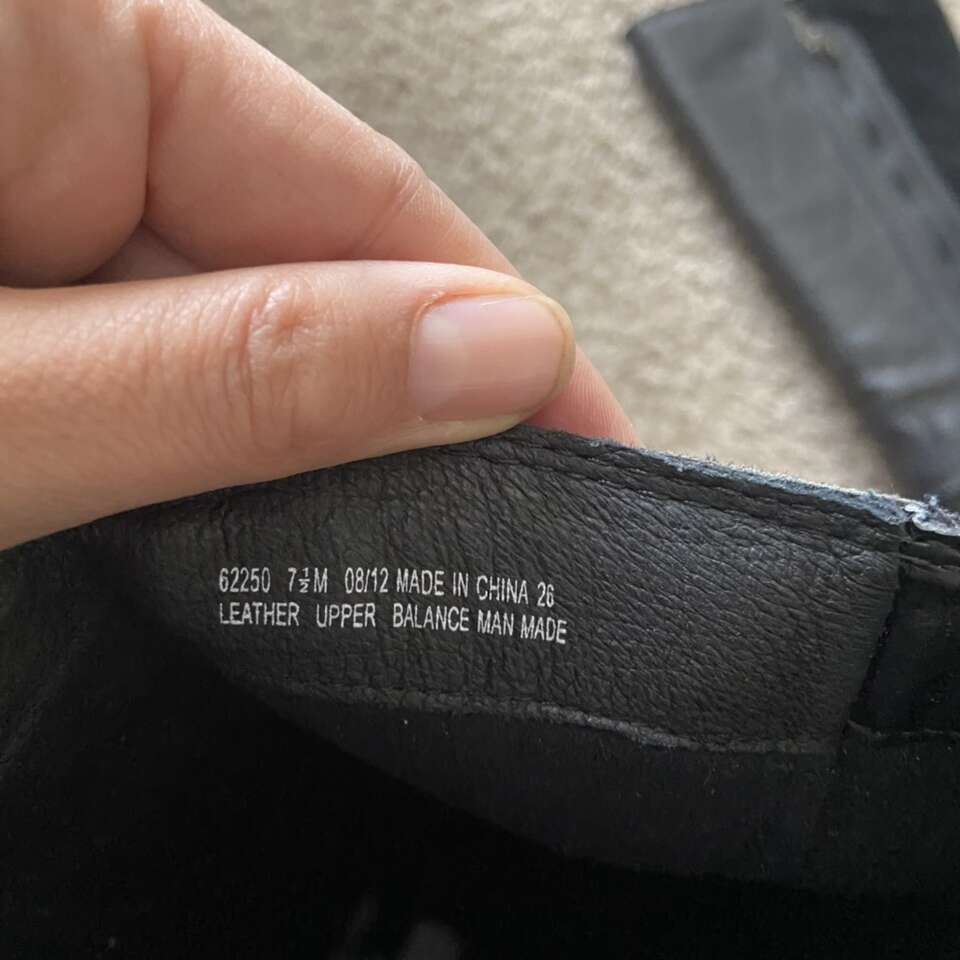 62250 7½M 08/12 MADE IN CHINA 26
LEATHER UPPER BALANCE MAN MADE